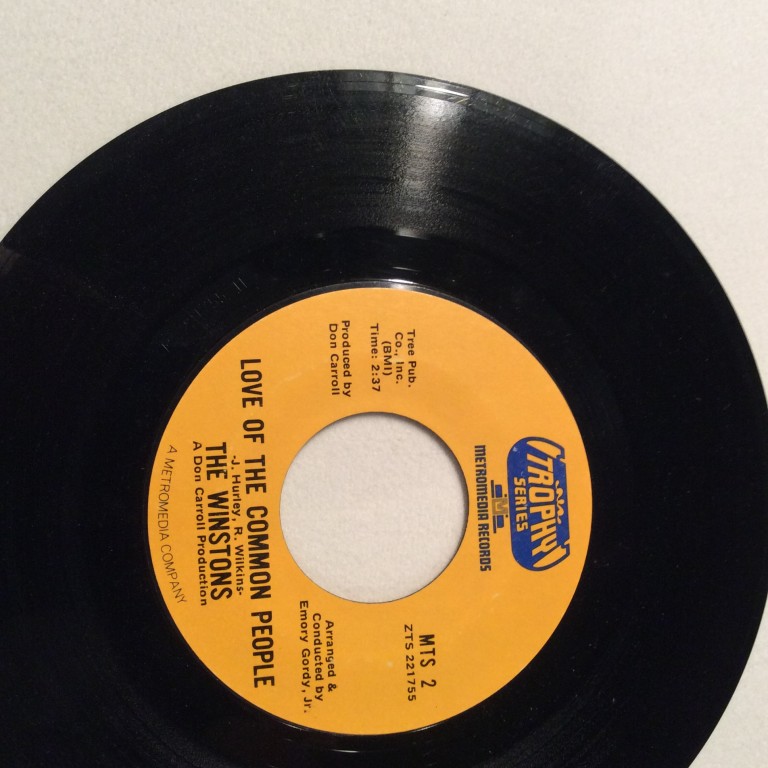 TROPHY
SERIES
METROMEDIA RECORDS
Tree Pub.
Co., Inc.
(BMI)
Time: 2:37
Produced by
Don Carroll
MTS 2
ZTS 221755
Arranged &
Conducted by
Emory Gordy, Jr.
LOVE OF THE COMMON PEOPLE
-J. Hurley, R. Wilkins-
THE WINSTONS
A Don Carroll Production
A METROMEDIA COMPANY